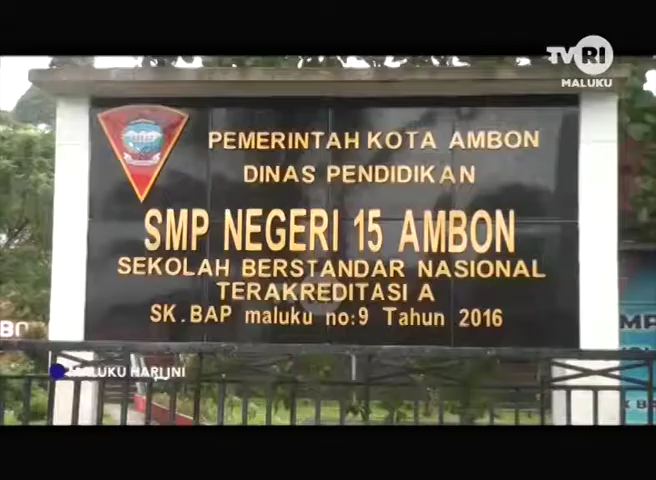 TVRI
MALUKU
PEMERINTAH KOTA AMBON
DINAS PENDIDIKAN
SMP NEGERI 15 AMBON
SEKOLAH BERSTANDAR NASIONAL
TERAKREDITASI A
SK.BAP maluku no:9 TAHUN 2016
MALUKU HARI INI